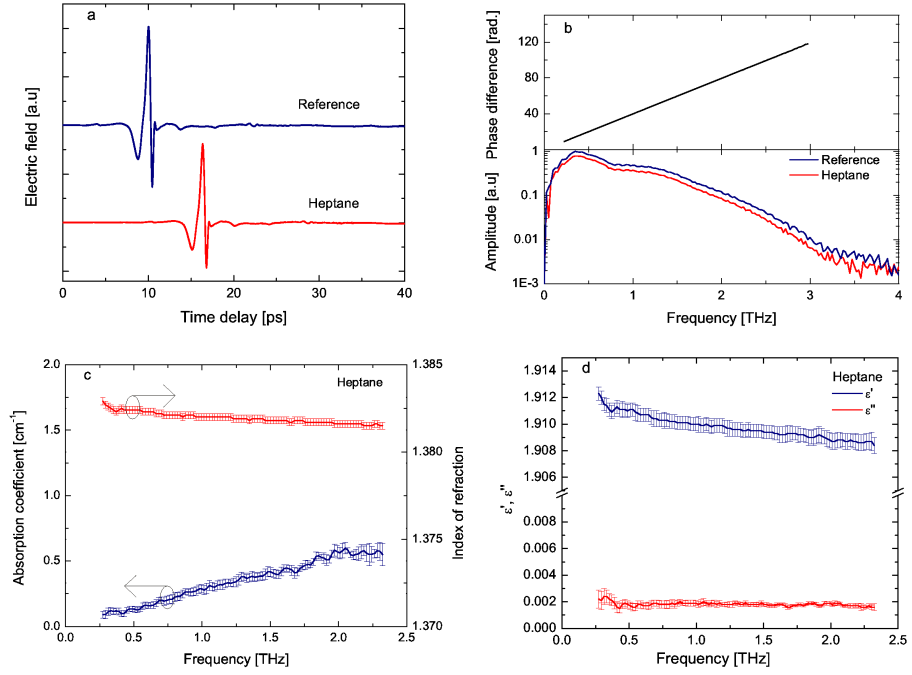 a
Reference
Heptane
Electric field [a.u]
0 10 20 30 40
Time delay [ps]
b
120
80
40
0
Phase difference [rad.]
1
0.1
0.01
1E-3
Amplitude [a.u]
Reference
Heptane
0 1 2 3 4
Frequency [THz]
c
Heptane
2.0
1.5
1.0
0.5
0.0
Absorption coefficient [cm⁻¹]
1.385
1.380
1.375
1.370
Index of refraction
0.0 0.5 1.0 1.5 2.0 2.5
Frequency [THz]
d
Heptane
ε'
ε''
1.914
1.910
1.906
0.008
0.006
0.004
0.002
0.000
ε', ε''
0.0 0.5 1.0 1.5 2.0 2.5
Frequency [THz]